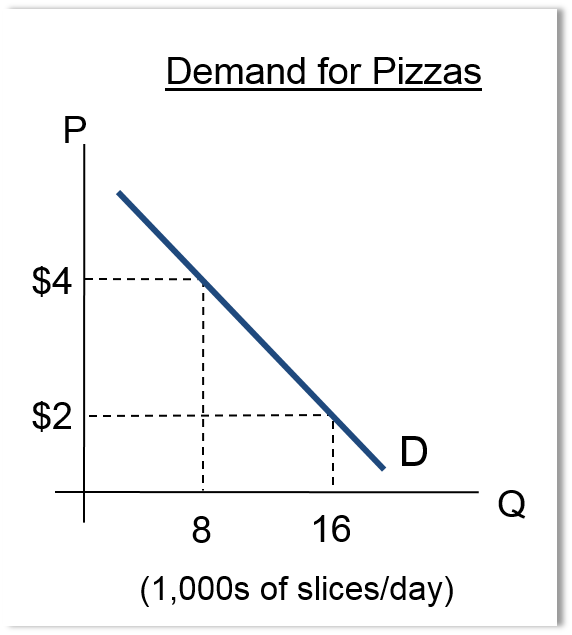 Demand for Pizzas
P
$4
$2
D
Q
8 16
(1,000s of slices/day)